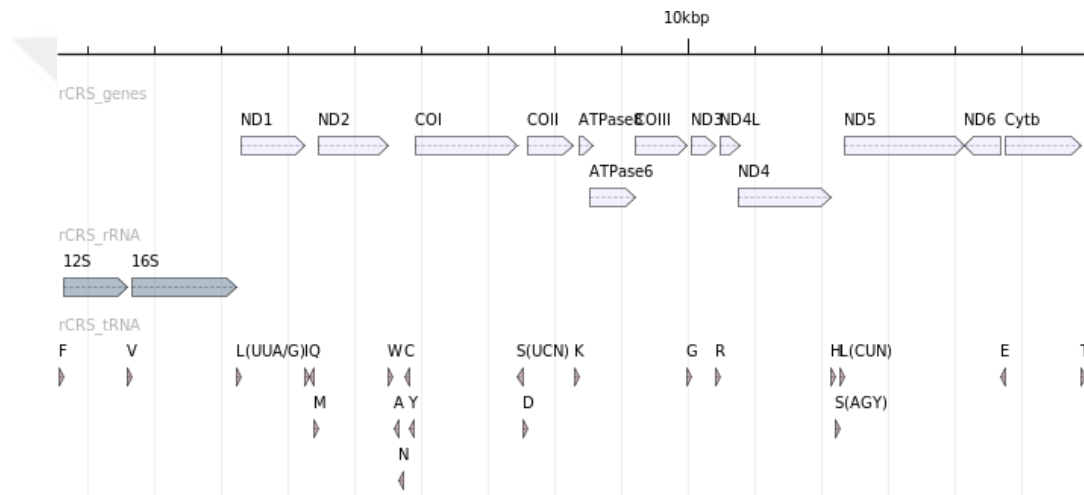 10kbp
rCRS_genes
ND1 ND2 COI COII ATPase8 COIII ND3 ND4L ND5 ND6 Cytb
ATPase6 ND4
rCRS_rRNA
12S 16S
rCRS_tRNA
F V L(UUA/G) I Q W C S(UCN) K G R H L(CUN) E T
M A Y D S(AGY)
N